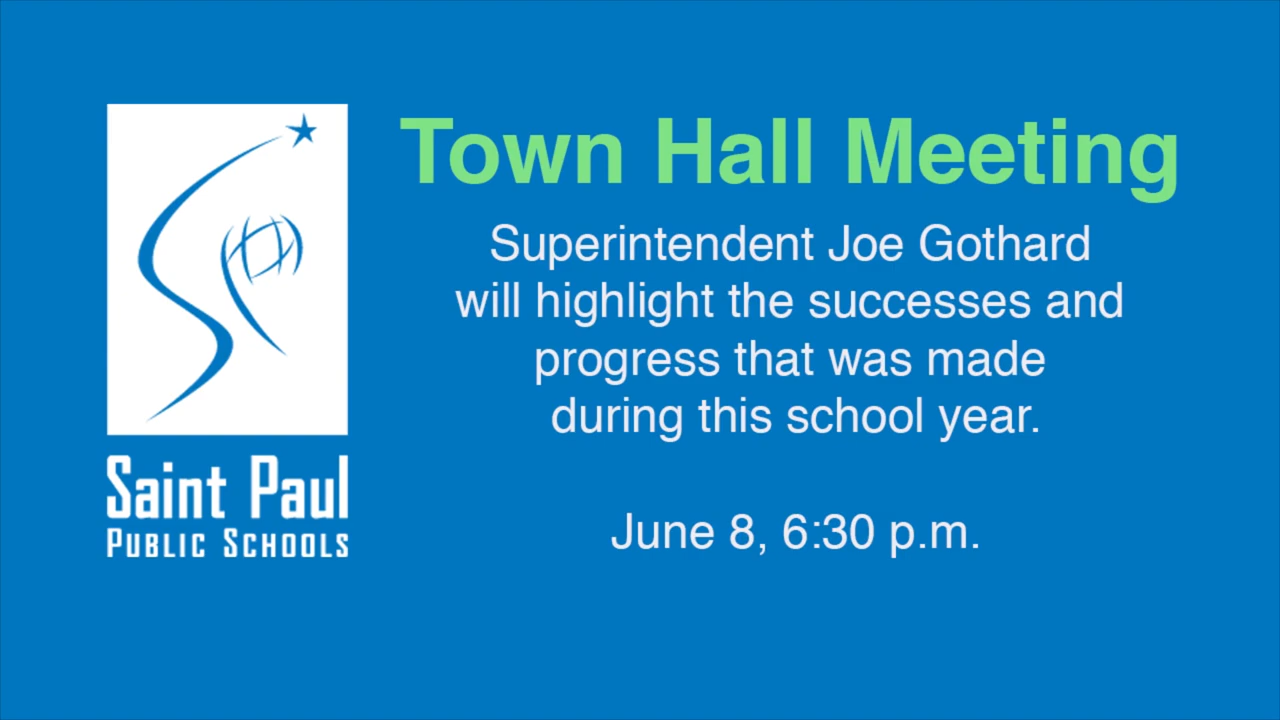 Town Hall Meeting
Superintendent Joe Gothard
will highlight the successes and
progress that was made
during this school year.
June 8, 6:30 p.m.
Saint Paul
PUBLIC SCHOOLS